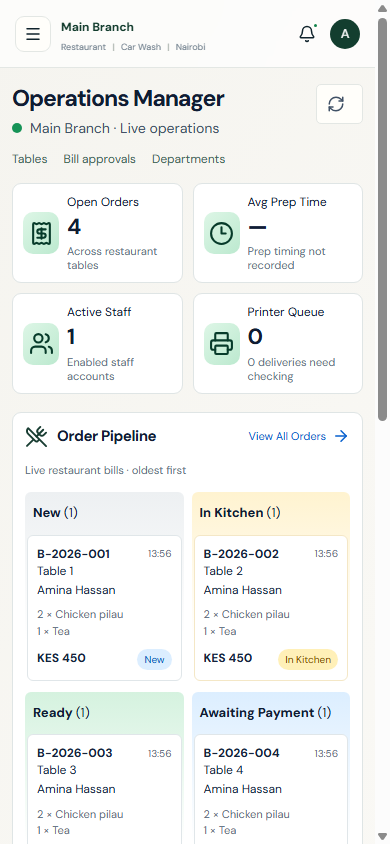 Main Branch
Restaurant | Car Wash | Nairobi
A
Operations Manager
Main Branch · Live operations
Tables Bill approvals Departments
Open Orders
4
Across restaurant
tables
Avg Prep Time
—
Prep timing not
recorded
Active Staff
1
Enabled staff
accounts
Printer Queue
0
0 deliveries need
checking
Order Pipeline
View All Orders
Live restaurant bills · oldest first
New (1)
B-2026-001 13:56
Table 1
Amina Hassan
2 × Chicken pilau
1 × Tea
KES 450 New
In Kitchen (1)
B-2026-002 13:56
Table 2
Amina Hassan
2 × Chicken pilau
1 × Tea
KES 450 In Kitchen
Ready (1)
B-2026-003 13:56
Table 3
Amina Hassan
2 × Chicken pilau
1 × Tea
Awaiting Payment (1)
B-2026-004 13:56
Table 4
Amina Hassan
2 × Chicken pilau
1 × Tea